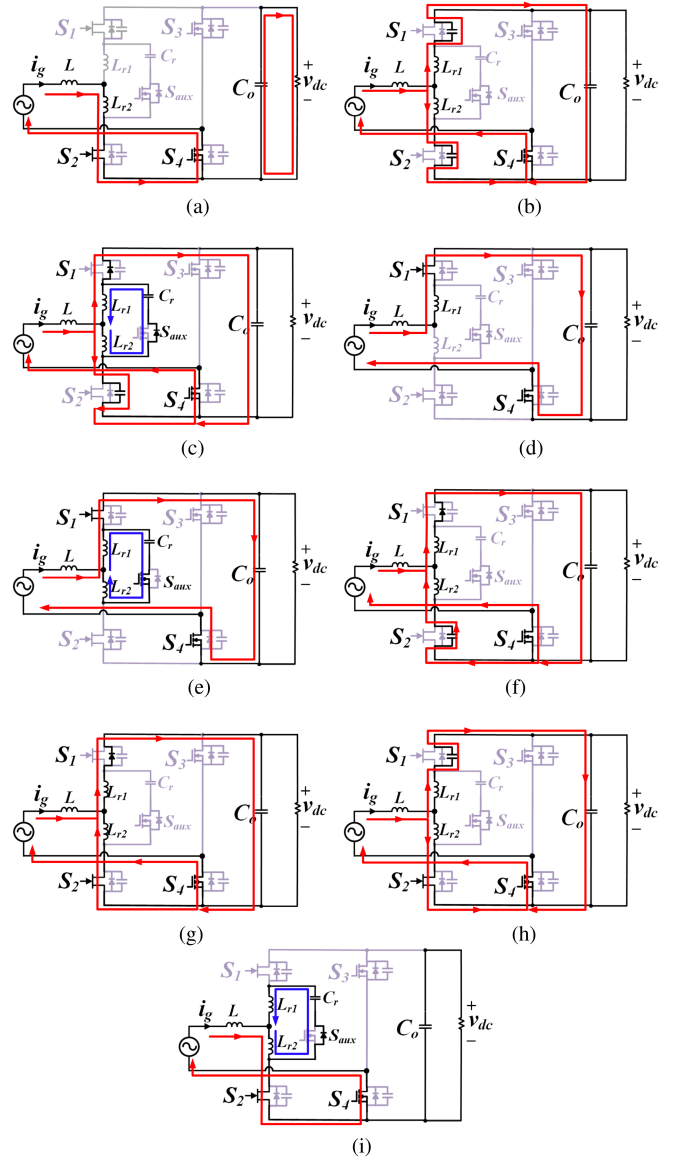 S1 S3 Cr
ig L Lr1 Co + vdc −
Lr2 Saux
S2 S4
(a)
S1 S3 Cr
ig L Lr1 Co + vdc −
Lr2 Saux
S2 S4
(b)
S1 S3
Lr1 Cr
ig L Saux Co + vdc −
Lr2
S2 S4
(c)
S1 S3
Lr1 Cr
ig L Co + vdc −
Lr2 Saux
S2 S4
(d)
S1 S3
Lr1 Cr
ig L Co + vdc −
Lr2 Saux
S2 S4
(e)
S1 S3
Lr1 Cr
ig L Co + vdc −
Lr2 Saux
S2 S4
(f)
S1 S3 Cr
ig L Lr1 Co + vdc −
Lr2 Saux
S2 S4
(g)
S1 S3 Cr
ig L Lr1 Co + vdc −
Lr2 Saux
S2 S4
(h)
S1 S3
Lr1 Cr
ig L Co + vdc −
Lr2 Saux
S2 S4
(i)